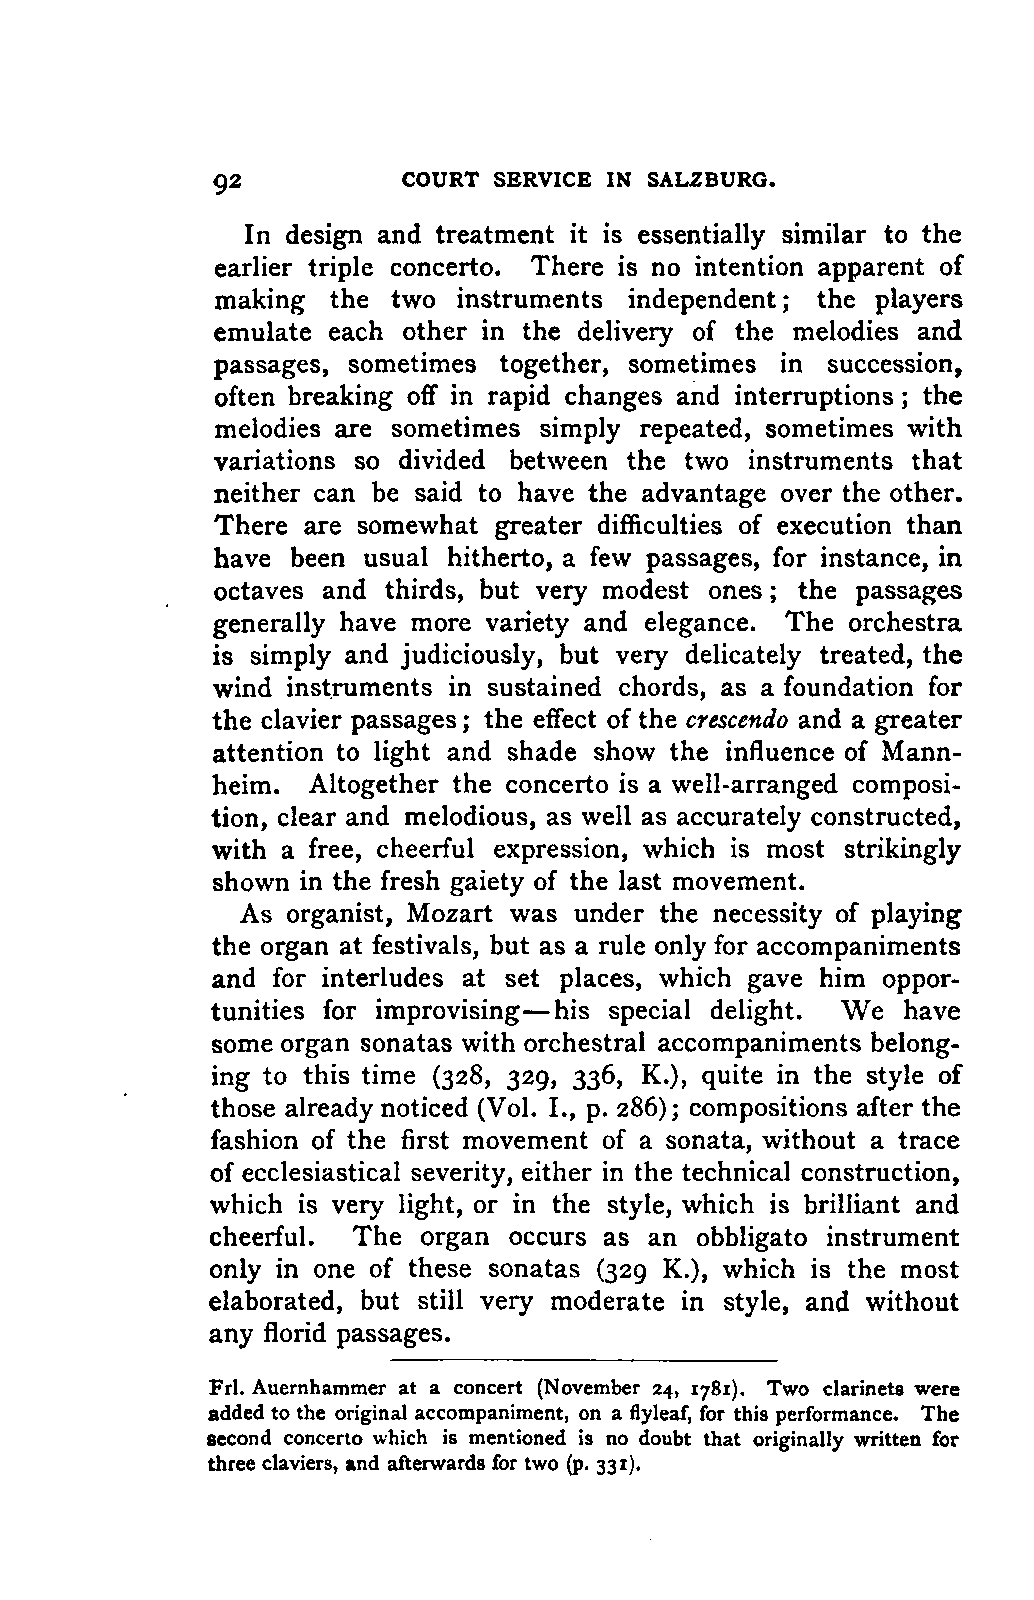 92 COURT SERVICE IN SALZBURG.
In design and treatment it is essentially similar to the
earlier triple concerto. There is no intention apparent of
making the two instruments independent; the players
emulate each other in the delivery of the melodies and
passages, sometimes together, sometimes in succession,
often breaking off in rapid changes and interruptions; the
melodies are sometimes simply repeated, sometimes with
variations so divided between the two instruments that
neither can be said to have the advantage over the other.
There are somewhat greater difficulties of execution than
have been usual hitherto, a few passages, for instance, in
octaves and thirds, but very modest ones; the passages
generally have more variety and elegance. The orchestra
is simply and judiciously, but very delicately treated, the
wind instruments in sustained chords, as a foundation for
the clavier passages; the effect of the crescendo and a greater
attention to light and shade show the influence of Mann-
heim. Altogether the concerto is a well-arranged composi-
tion, clear and melodious, as well as accurately constructed,
with a free, cheerful expression, which is most strikingly
shown in the fresh gaiety of the last movement.
As organist, Mozart was under the necessity of playing
the organ at festivals, but as a rule only for accompaniments
and for interludes at set places, which gave him oppor-
tunities for improvising—his special delight. We have
some organ sonatas with orchestral accompaniments belong-
ing to this time (328, 329, 336, K.), quite in the style of
those already noticed (Vol. I., p. 286); compositions after the
fashion of the first movement of a sonata, without a trace
of ecclesiastical severity, either in the technical construction,
which is very light, or in the style, which is brilliant and
cheerful. The organ occurs as an obbligato instrument
only in one of these sonatas (329 K.), which is the most
elaborated, but still very moderate in style, and without
any florid passages.
Frl. Auernhammer at a concert (November 24, 1781). Two clarinets were
added to the original accompaniment, on a flyleaf, for this performance. The
second concerto which is mentioned is no doubt that originally written for
three claviers, and afterwards for two (p. 331).